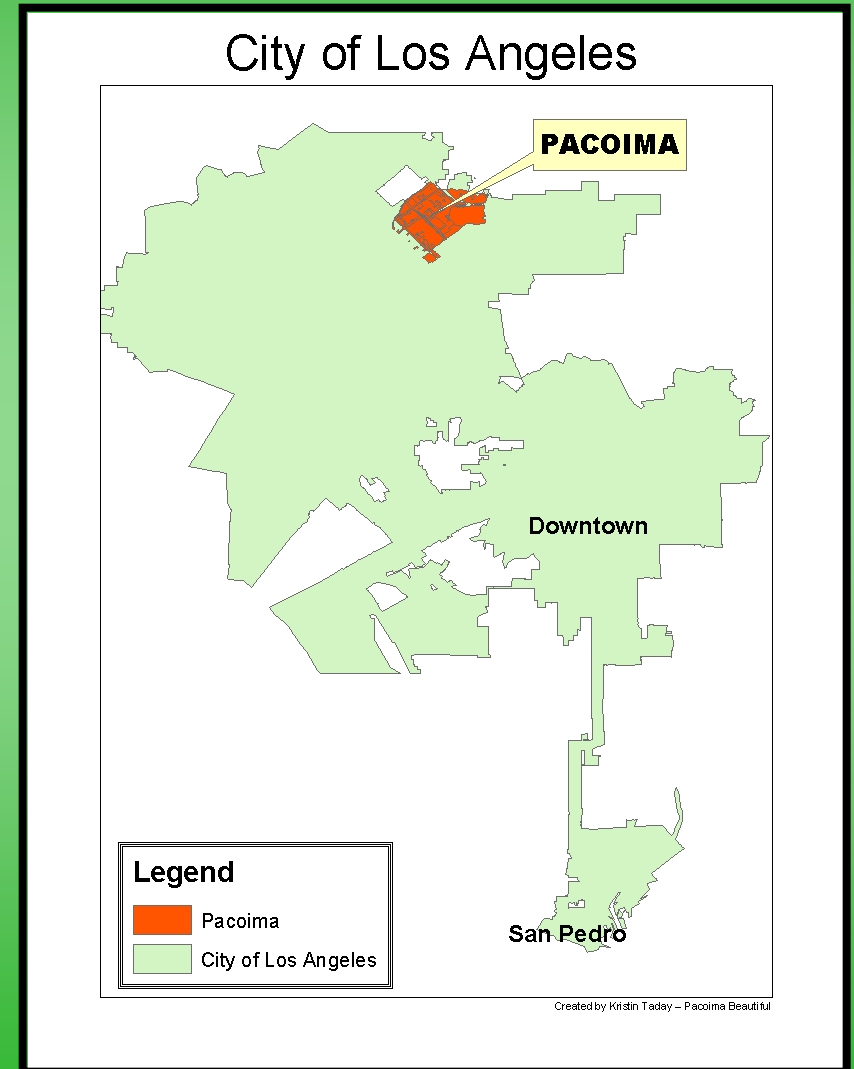 City of Los Angeles
PACOIMA
Downtown
San Pedro
Legend
Pacoima
City of Los Angeles
Created by Kristin Taday – Pacoima Beautiful